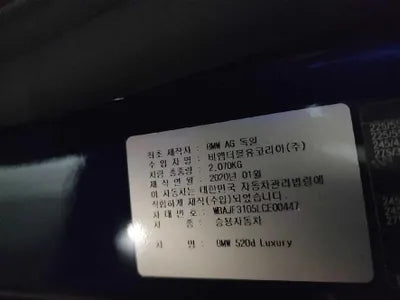 최초 제작사 : BMW AG 독일
수 입 자 명 : 비엠더블유코리아(주)
차량 총중량 : 2,070KG
제 작 연 월 : 2020년 01월
이 자동차는 대한민국 자동차관리법령에
적합하게 제작(수입)되었습니다.
차 대 번 호 : WBAJF3105LCE00447
차 종 : 승용자동차
차 명 : BMW 520d Luxury